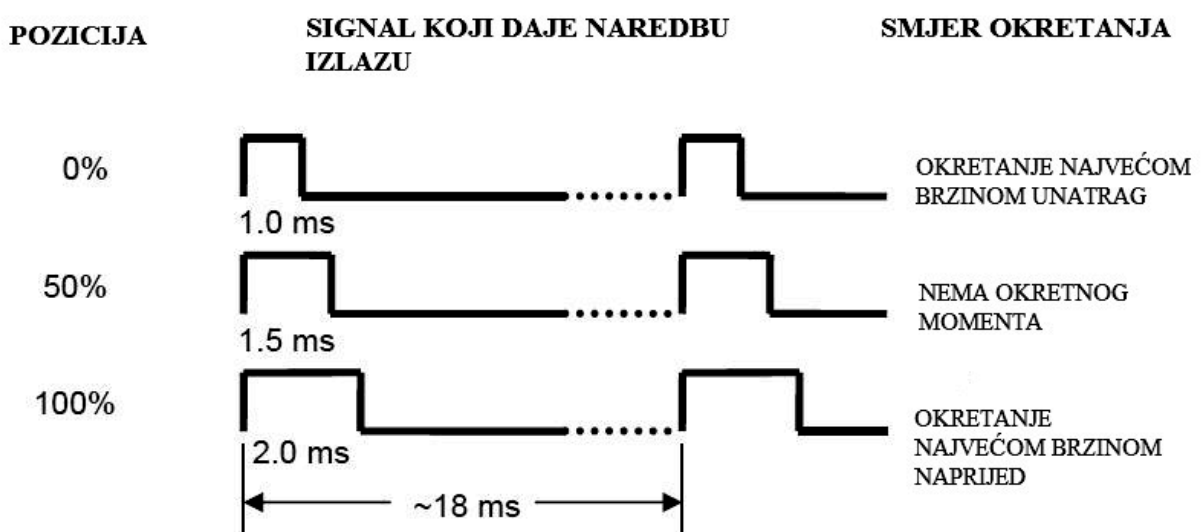 POZICIJA
SIGNAL KOJI DAJE NAREDBU
IZLAZU
SMJER OKRETANJA
0%
1.0 ms
OKRETANJE NAJVEĆOM
BRZINOM UNATRAG
50%
1.5 ms
NEMA OKRETNOG
MOMENTA
100%
2.0 ms
OKRETANJE
NAJVEĆOM BRZINOM
NAPRIJED
~18 ms